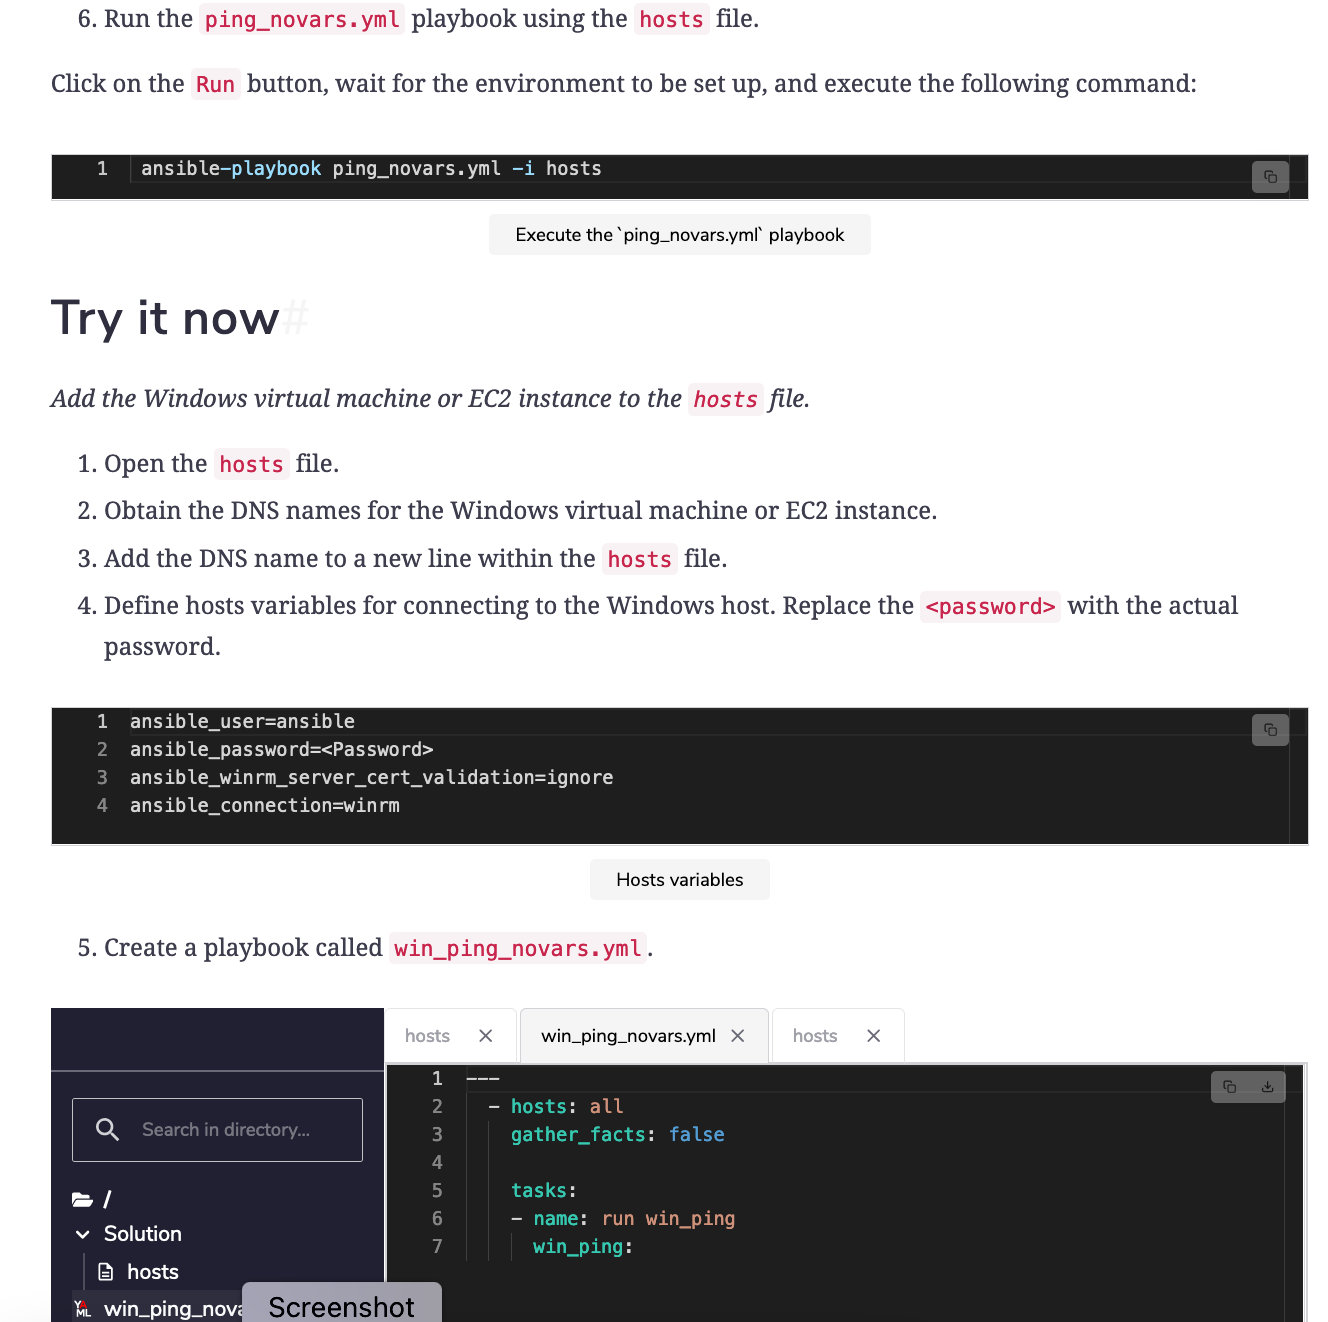 6. Run the ping_novars.yml playbook using the hosts file.
Click on the Run button, wait for the environment to be set up, and execute the following command:
1 ansible-playbook ping_novars.yml -i hosts
Execute the `ping_novars.yml` playbook
Try it now#
Add the Windows virtual machine or EC2 instance to the hosts file.
1. Open the hosts file.
2. Obtain the DNS names for the Windows virtual machine or EC2 instance.
3. Add the DNS name to a new line within the hosts file.
4. Define hosts variables for connecting to the Windows host. Replace the <password> with the actual
password.
1 ansible_user=ansible
2 ansible_password=<Password>
3 ansible_winrm_server_cert_validation=ignore
4 ansible_connection=winrm
Hosts variables
5. Create a playbook called win_ping_novars.yml.
hosts win_ping_novars.yml hosts
1 ---
2 - hosts: all
3 gather_facts: false
4
5 tasks:
6 - name: run win_ping
7 win_ping:
Search in directory...
/
Solution
hosts
YAML win_ping_nova
Screenshot